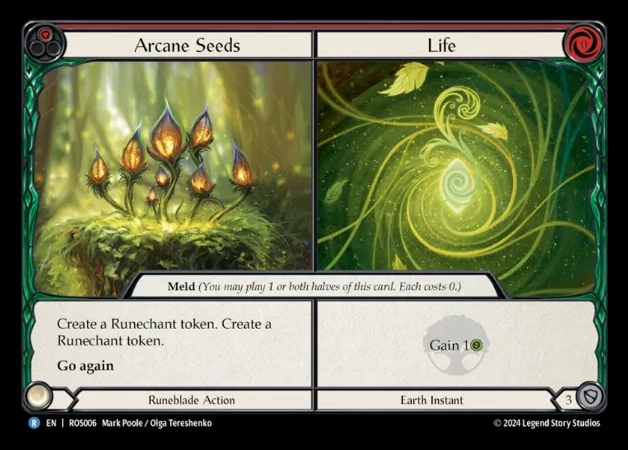 Arcane Seeds
Life
0
Meld (You may play 1 or both halves of this card. Each costs 0.)
Create a Runechant token. Create a
Runechant token.
Go again
Gain 1
Runeblade Action
Earth Instant
3
R EN | ROS006 Mark Poole / Olga Tereshenko
© 2024 Legend Story Studios